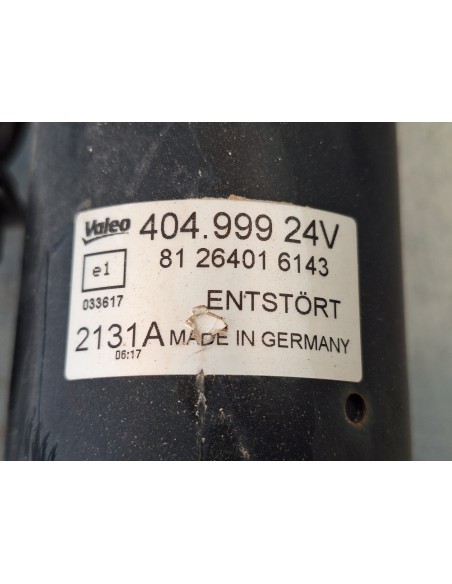 Valeo 404.999 24V
81 26401 6143
e1
033617
ENTSTÖRT
2131A MADE IN GERMANY
06:17